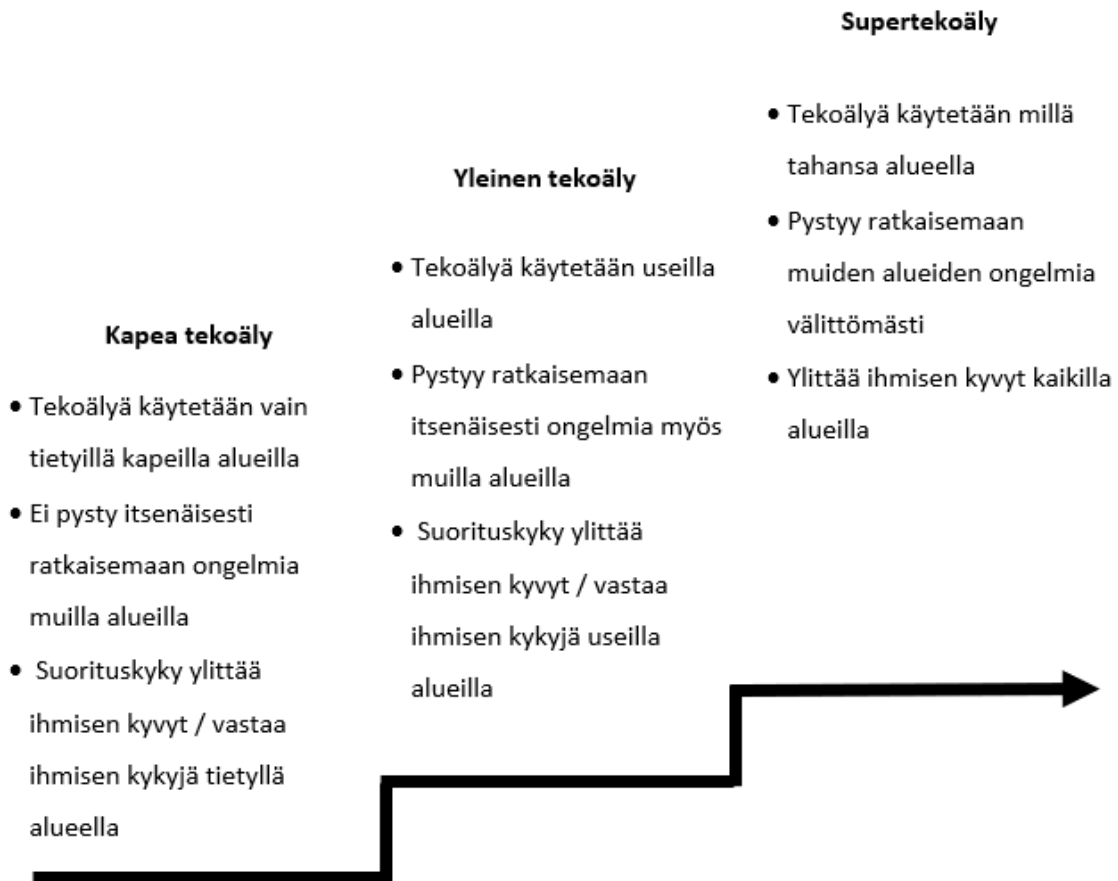 Supertekoäly
• Tekoälyä käytetään millä
tahansa alueella
• Pystyy ratkaisemaan
muiden alueiden ongelmia
välittömästi
• Ylittää ihmisen kyvyt kaikilla
alueilla
Yleinen tekoäly
• Tekoälyä käytetään useilla
alueilla
• Pystyy ratkaisemaan
itsenäisesti ongelmia myös
muilla alueilla
• Suorituskyky ylittää
ihmisen kyvyt / vastaa
ihmisen kykyjä useilla
alueilla
Kapea tekoäly
• Tekoälyä käytetään vain
tietyillä kapeilla alueilla
• Ei pysty itsenäisesti
ratkaisemaan ongelmia
muilla alueilla
• Suorituskyky ylittää
ihmisen kyvyt / vastaa
ihmisen kykyjä tietyllä
alueella